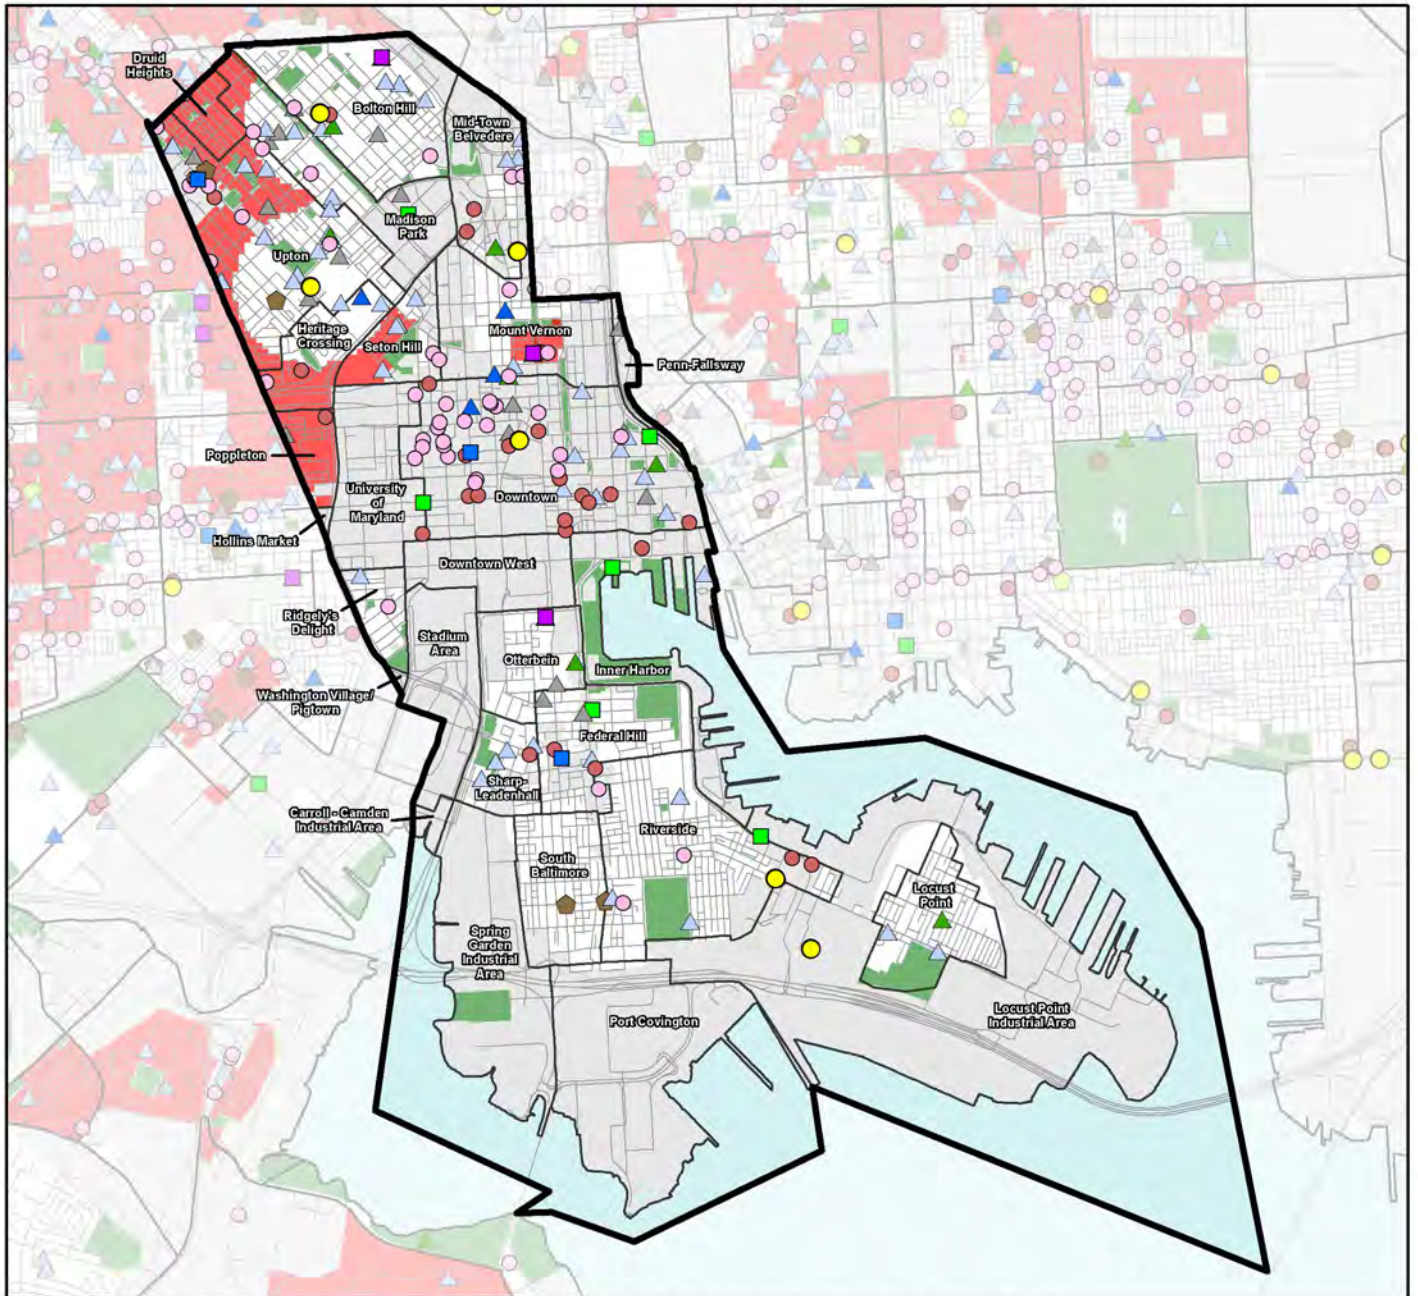 Druid
Heights
Bolton Hill
Mid-Town
Belvedere
Madison
Park
Upton
Heritage
Crossing
Seton Hill
Mount Vernon
Penn-Fallsway
Poppleton
University
of
Maryland
Downtown
Hollins Market
Downtown West
Ridgely's
Delight
Stadium
Area
Otterbein
Inner Harbor
Washington Village/
Pigtown
Federal Hill
Sharp-
Leadenhall
Carroll - Camden
Industrial Area
Riverside
South
Baltimore
Locust
Point
Spring
Garden
Industrial
Area
Port Covington
Locust Point
Industrial Area